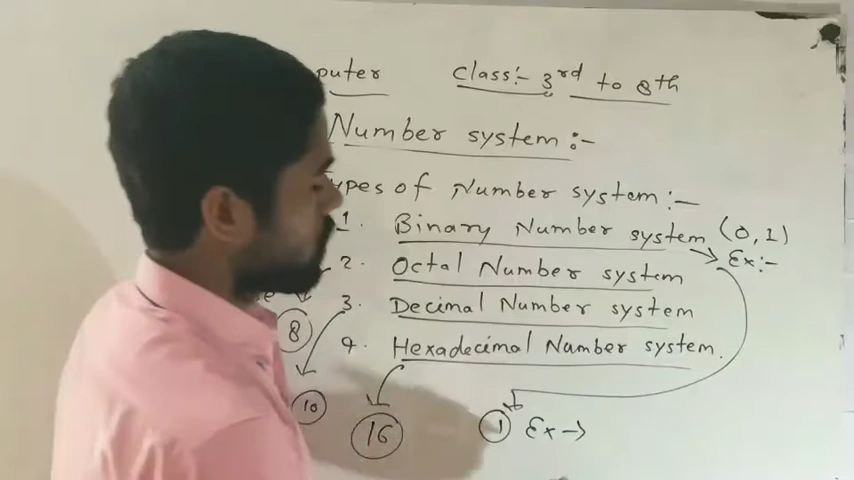 puter Class:- 3rd to 8th
Number system:-
ypes of Number system:-
1. Binary Number system (0,1)
Ex:-
2. Octal Number system
3. Decimal Number system
8
4. Hexadecimal Number system.
10
16
1 Ex →